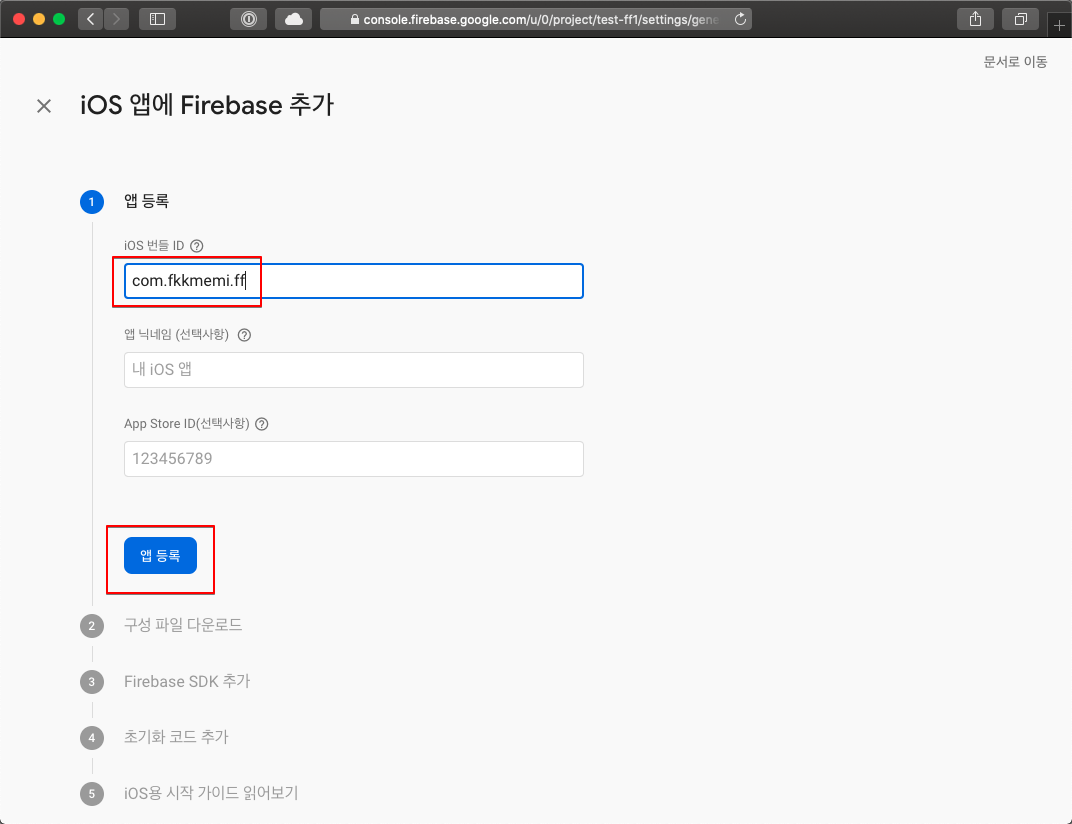 console.firebase.google.com/u/0/project/test-ff1/settings/gene
문서로 이동
iOS 앱에 Firebase 추가
1 앱 등록
iOS 번들 ID ?
com.fkkmemi.ff
앱 닉네임 (선택사항) ?
내 iOS 앱
App Store ID(선택사항) ?
123456789
앱 등록
2 구성 파일 다운로드
3 Firebase SDK 추가
4 초기화 코드 추가
5 iOS용 시작 가이드 읽어보기